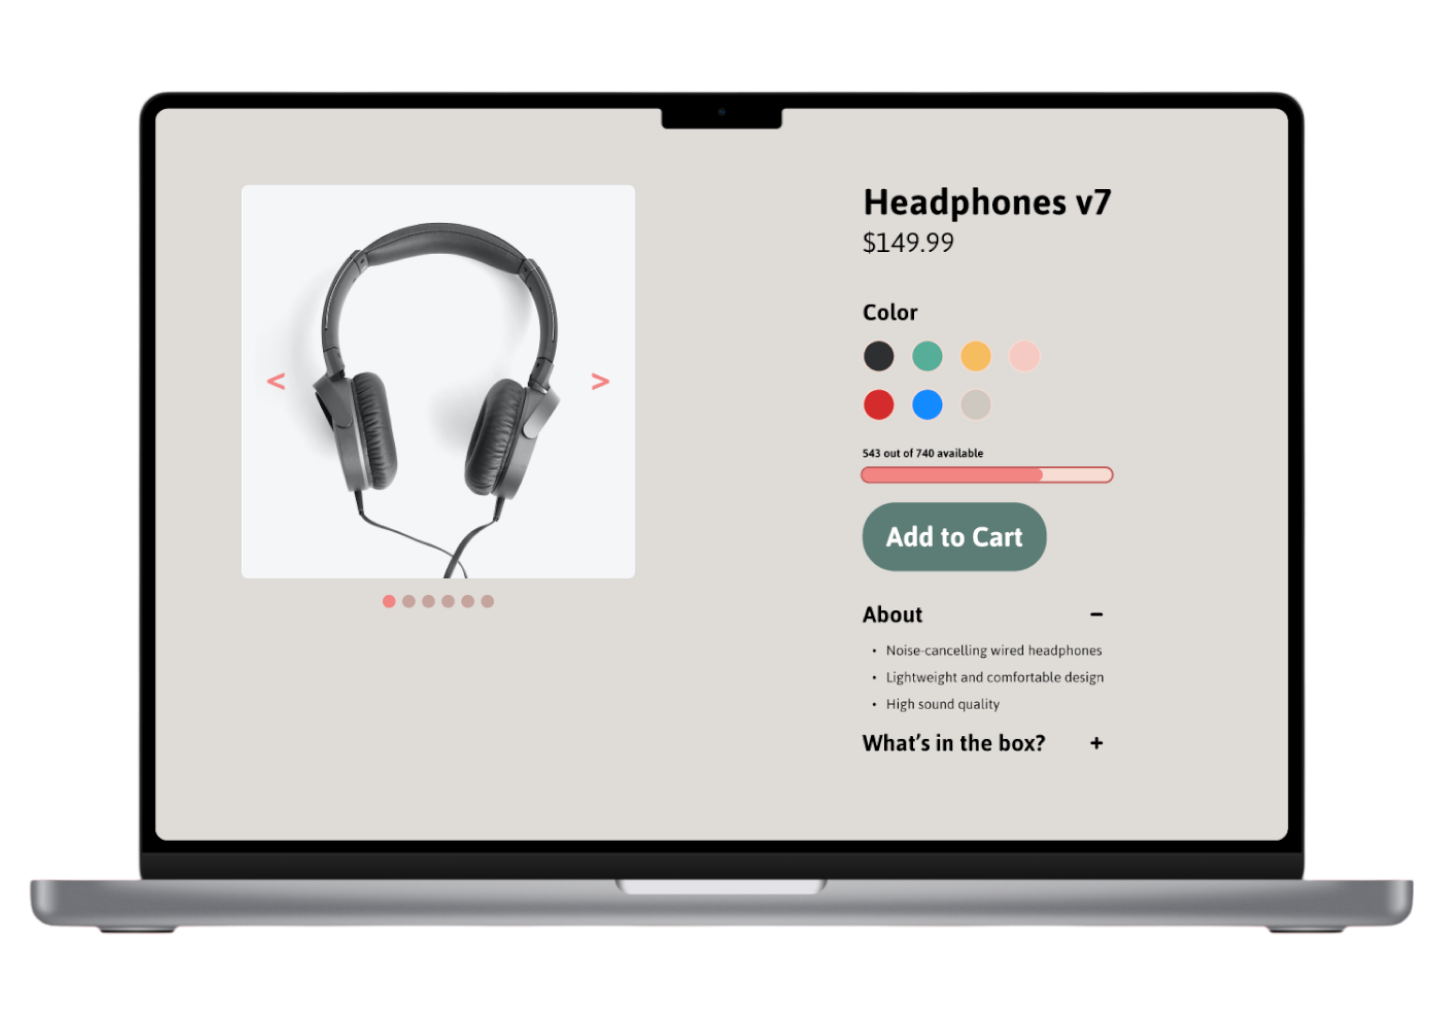 Headphones v7
$149.99
Color
< >
543 out of 740 available
Add to Cart
About −
• Noise-cancelling wired headphones
• Lightweight and comfortable design
• High sound quality
What’s in the box? +